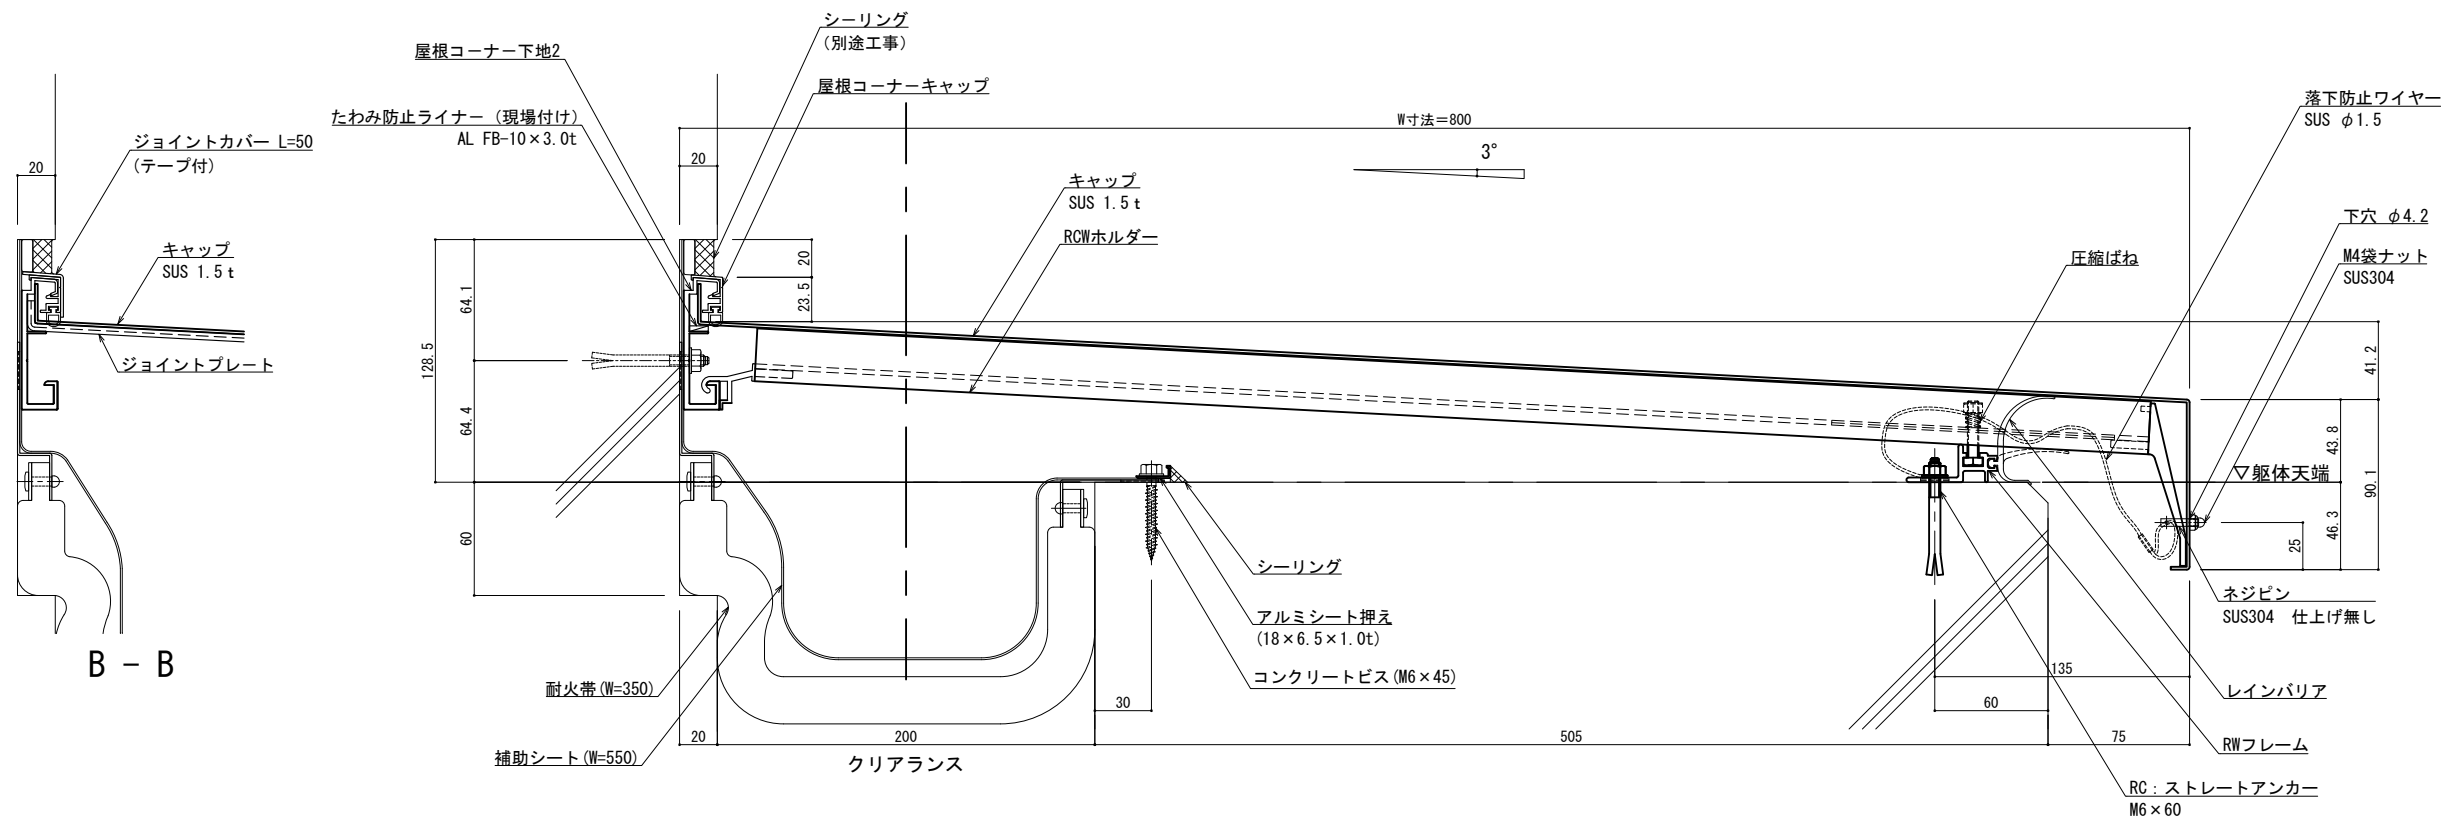 シーリング
(別途工事)
屋根コーナー下地2
屋根コーナーキャップ
たわみ防止ライナー (現場付け)
AL FB-10×3.0t
落下防止ワイヤー
SUS φ1.5
W寸法=800
ジョイントカバー L=50
(テープ付)
20
20
3°
キャップ
SUS 1.5t
下穴 φ4.2
キャップ
SUS 1.5t
RCWホルダー
圧縮ばね
M4袋ナット
SUS304
20
23.5
64.1
128.5
64.4
60
ジョイントプレート
41.2
43.8
90.1
46.3
25
▽躯体天端
シーリング
アルミシート押え
(18×6.5×1.0t)
コンクリートビス(M6×45)
ネジピン
SUS304 仕上げ無し
B - B
耐火帯(W=350)
135
レインバリア
30
60
20
200
505
75
RWフレーム
補助シート(W=550)
クリアランス
RC:ストレートアンカー
M6×60